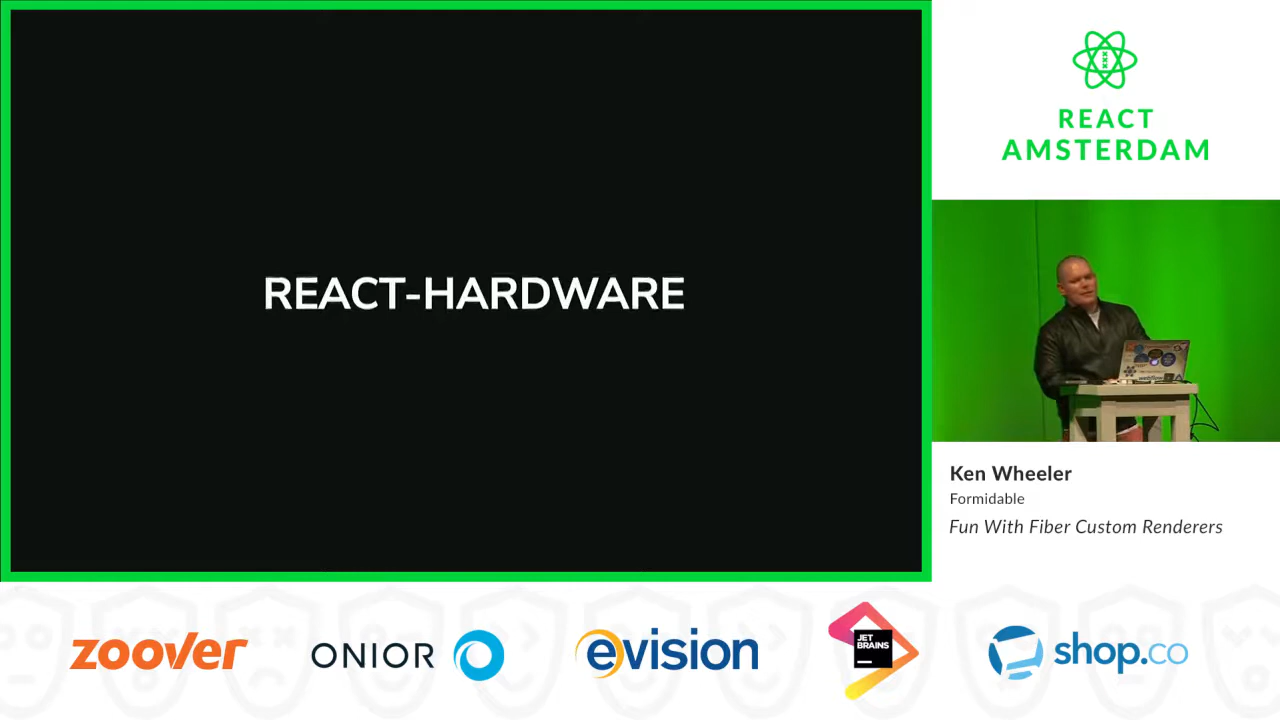 REACT-HARDWARE
REACT
AMSTERDAM
Ken Wheeler
Formidable
Fun With Fiber Custom Renderers
zoover
ONIOR
evision
JET
BRAINS
shop.co